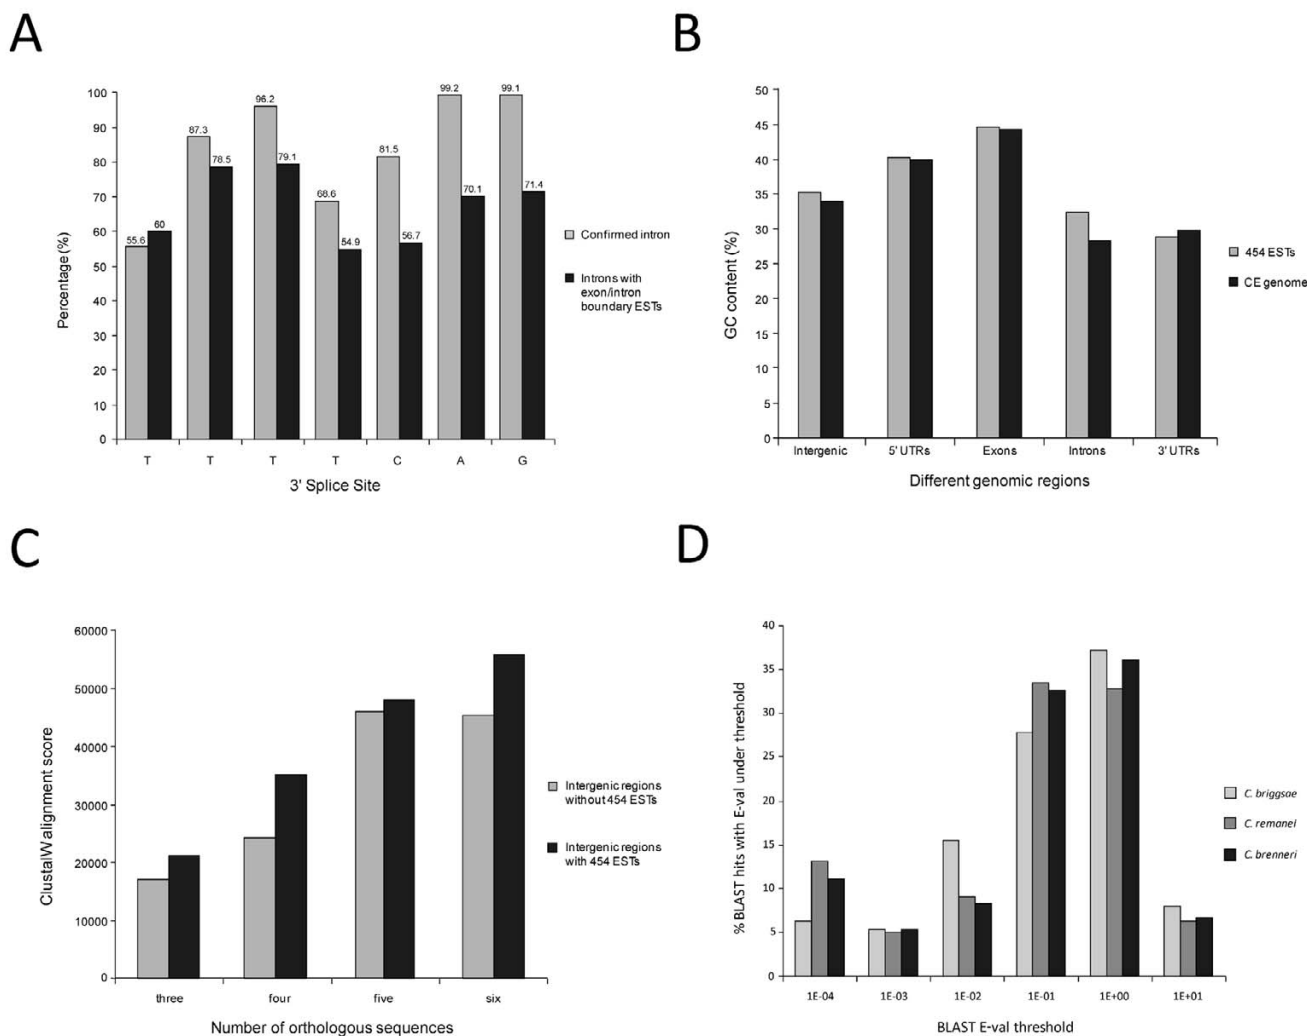 A
100
90
80
70
60
50
40
30
20
10
0
Percentage (%)
55.6
60
87.3
78.5
96.2
79.1
68.6
54.9
81.5
56.7
99.2
70.1
99.1
71.4
T T T T C A G
3' Splice Site
Confirmed intron
Introns with
exon/intron
boundary ESTs
B
50
45
40
35
30
25
20
15
10
5
0
GC content (%)
Intergenic 5' UTRs Exons Introns 3' UTRs
Different genomic regions
454 ESTs
CE genome
C
60000
50000
40000
30000
20000
10000
0
ClustalW alignment score
three four five six
Number of orthologous sequences
Intergenic regions
without 454 ESTs
Intergenic regions
with 454 ESTs
D
40
35
30
25
20
15
10
5
0
% BLAST hits with E-val under threshold
1E-04 1E-03 1E-02 1E-01 1E+00 1E+01
BLAST E-val threshold
C. briggsae
C. remanei
C. brenneri